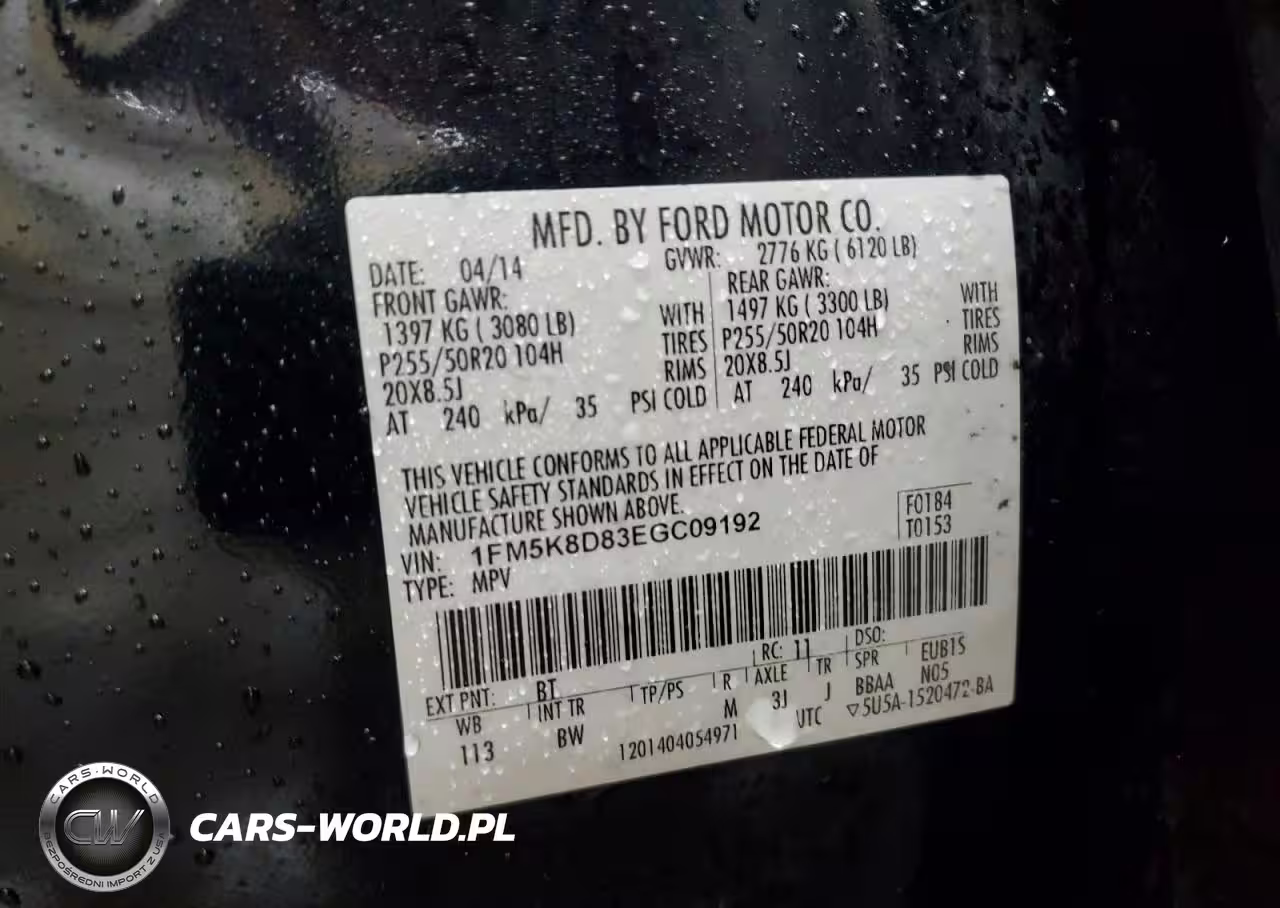 MFD. BY FORD MOTOR CO.
DATE: 04/14
GVWR: 2776 KG ( 6120 LB)
FRONT GAWR:
1397 KG ( 3080 LB)
WITH
P255/50R20 104H
TIRES
20X8.5J
RIMS
AT 240 kPa/ 35 PSI COLD
REAR GAWR:
1497 KG ( 3300 LB)
WITH
P255/50R20 104H
TIRES
20X8.5J
RIMS
AT 240 kPa/ 35 PSI COLD
THIS VEHICLE CONFORMS TO ALL APPLICABLE FEDERAL MOTOR
VEHICLE SAFETY STANDARDS IN EFFECT ON THE DATE OF
MANUFACTURE SHOWN ABOVE.
VIN: 1FM5K8D83EGC09192
F0184
T0153
TYPE: MPV
EXT PNT: BT
RC: 11
DSO:
WB
INT TR
TP/PS
R
AXLE
TR
SPR
EUB1S
113
BW
M
3J
J
BBAA
N05
1201404054971
UTC
▽5U5A-1520472-BA
CARS-WORLD
CW
BEZPOŚREDNI IMPORT Z USA
CARS-WORLD.PL